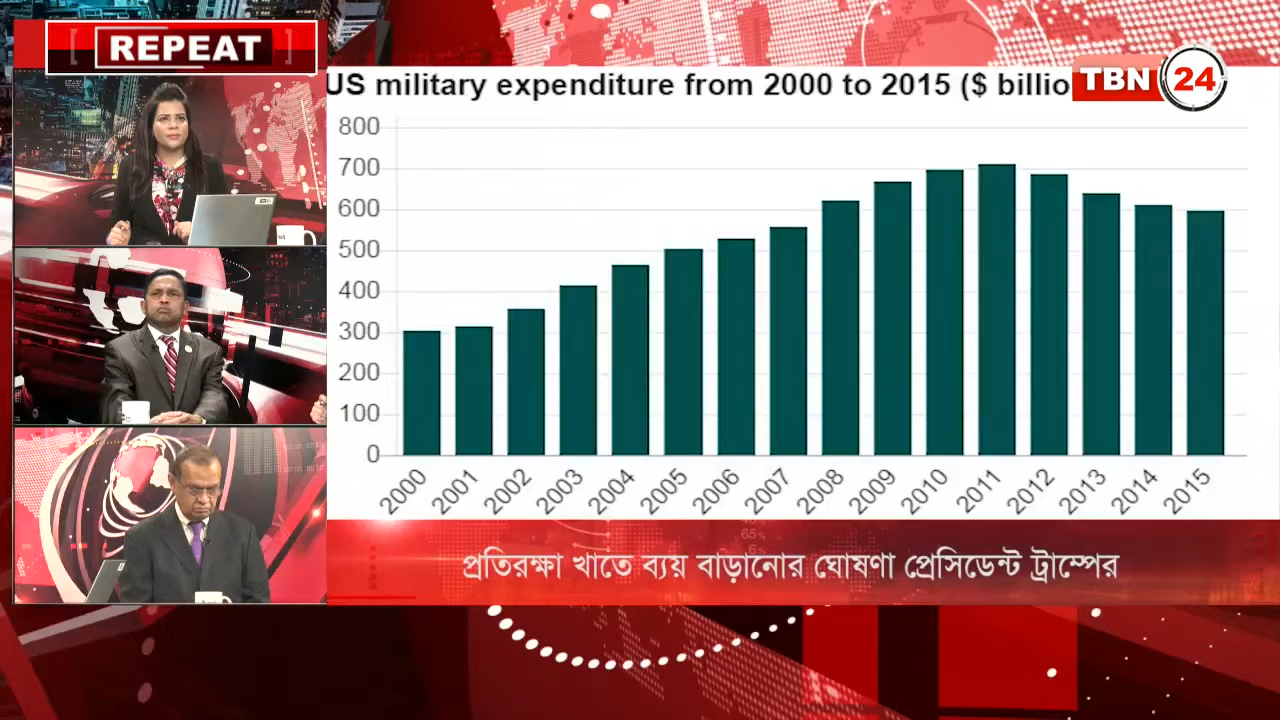 REPEAT
US military expenditure from 2000 to 2015 ($ billio
TBN 24
800
700
600
500
400
300
200
100
0
2000 2001 2002 2003 2004 2005 2006 2007 2008 2009 2010 2011 2012 2013 2014 2015
65%
6%
প্রতিরক্ষা খাতে ব্যয় বাড়ানোর ঘোষণা প্রেসিডেন্ট ট্রাম্পের